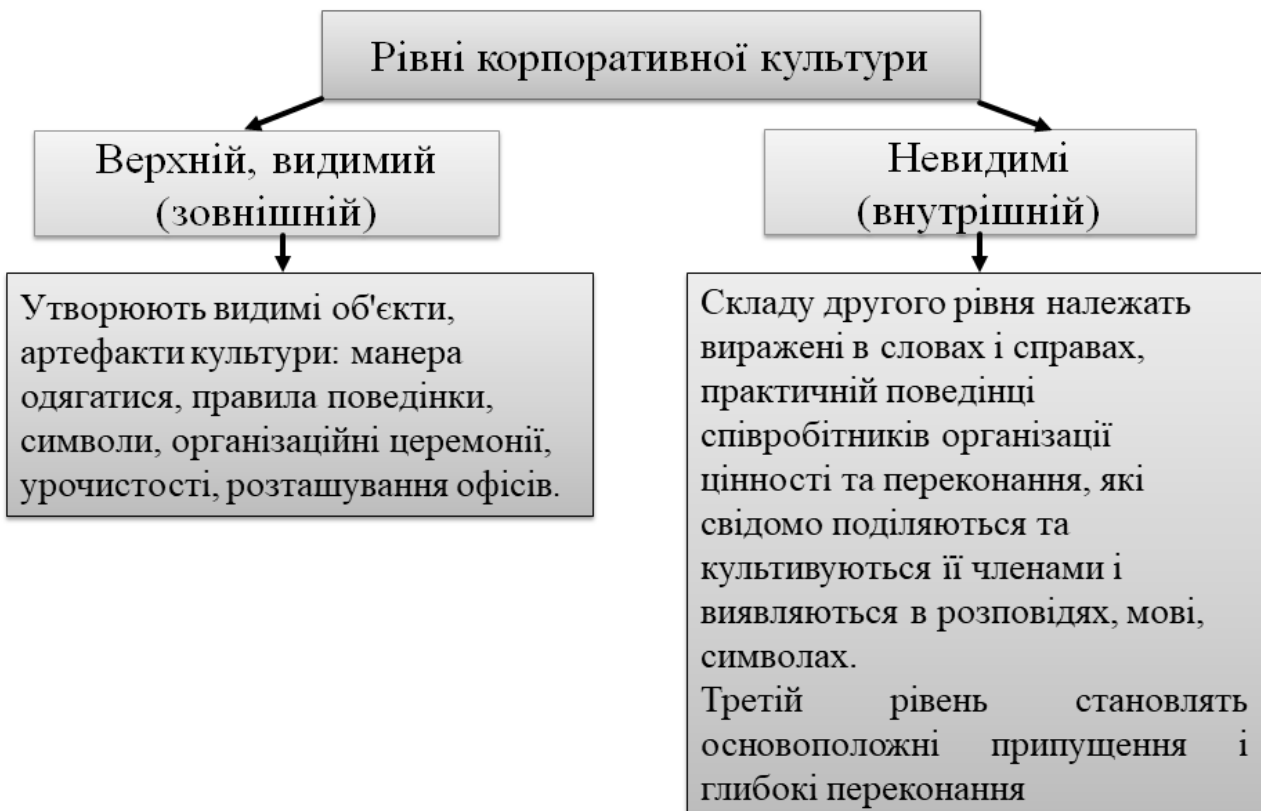 Рівні корпоративної культури
Верхній, видимий
(зовнішній)
Невидимі
(внутрішній)
Утворюють видимі об'єкти,
артефакти культури: манера
одягатися, правила поведінки,
символи, організаційні церемонії,
урочистості, розташування офісів.
Складу другого рівня належать
виражені в словах і справах,
практичній поведінці
співробітників організації
цінності та переконання, які
свідомо поділяються та
культивуються її членами і
виявляються в розповідях, мові,
символах.
Третій рівень становлять
основоположні припущення і
глибокі переконання